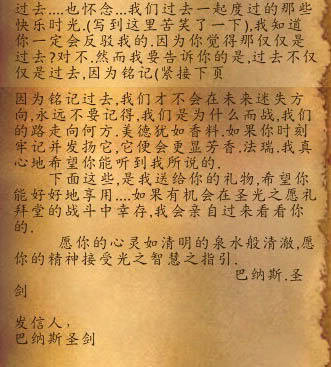 过去....也怀念...我们过去一起度过的那些
快乐时光.(写到这里苦笑了一下),我知道
你一定会反驳我的.因为你觉得那仅仅是
过去?对不.然而我要告诉你的是,过去不仅
仅是过去,因为铭记(紧接下页
因为铭记过去,我们才不会在未来迷失方
向,永远不要记得,我们是为什么而战,我们
的路走向何方.美德犹如香料.如果你时刻
牢记并发扬它,它便会更显芳香.法瑞.我真
心地希望你能听到我所说的.
下面这些,是我送给你的礼物,希望你
能好好地享用....如果有机会在圣光之愿礼
拜堂的战斗中幸存,我会亲自过来看看你
的.
愿你的心灵如清明的泉水般清澈,愿
你的精神接受光之智慧之指引.
巴纳斯.圣
剑
发信人,
巴纳斯圣剑